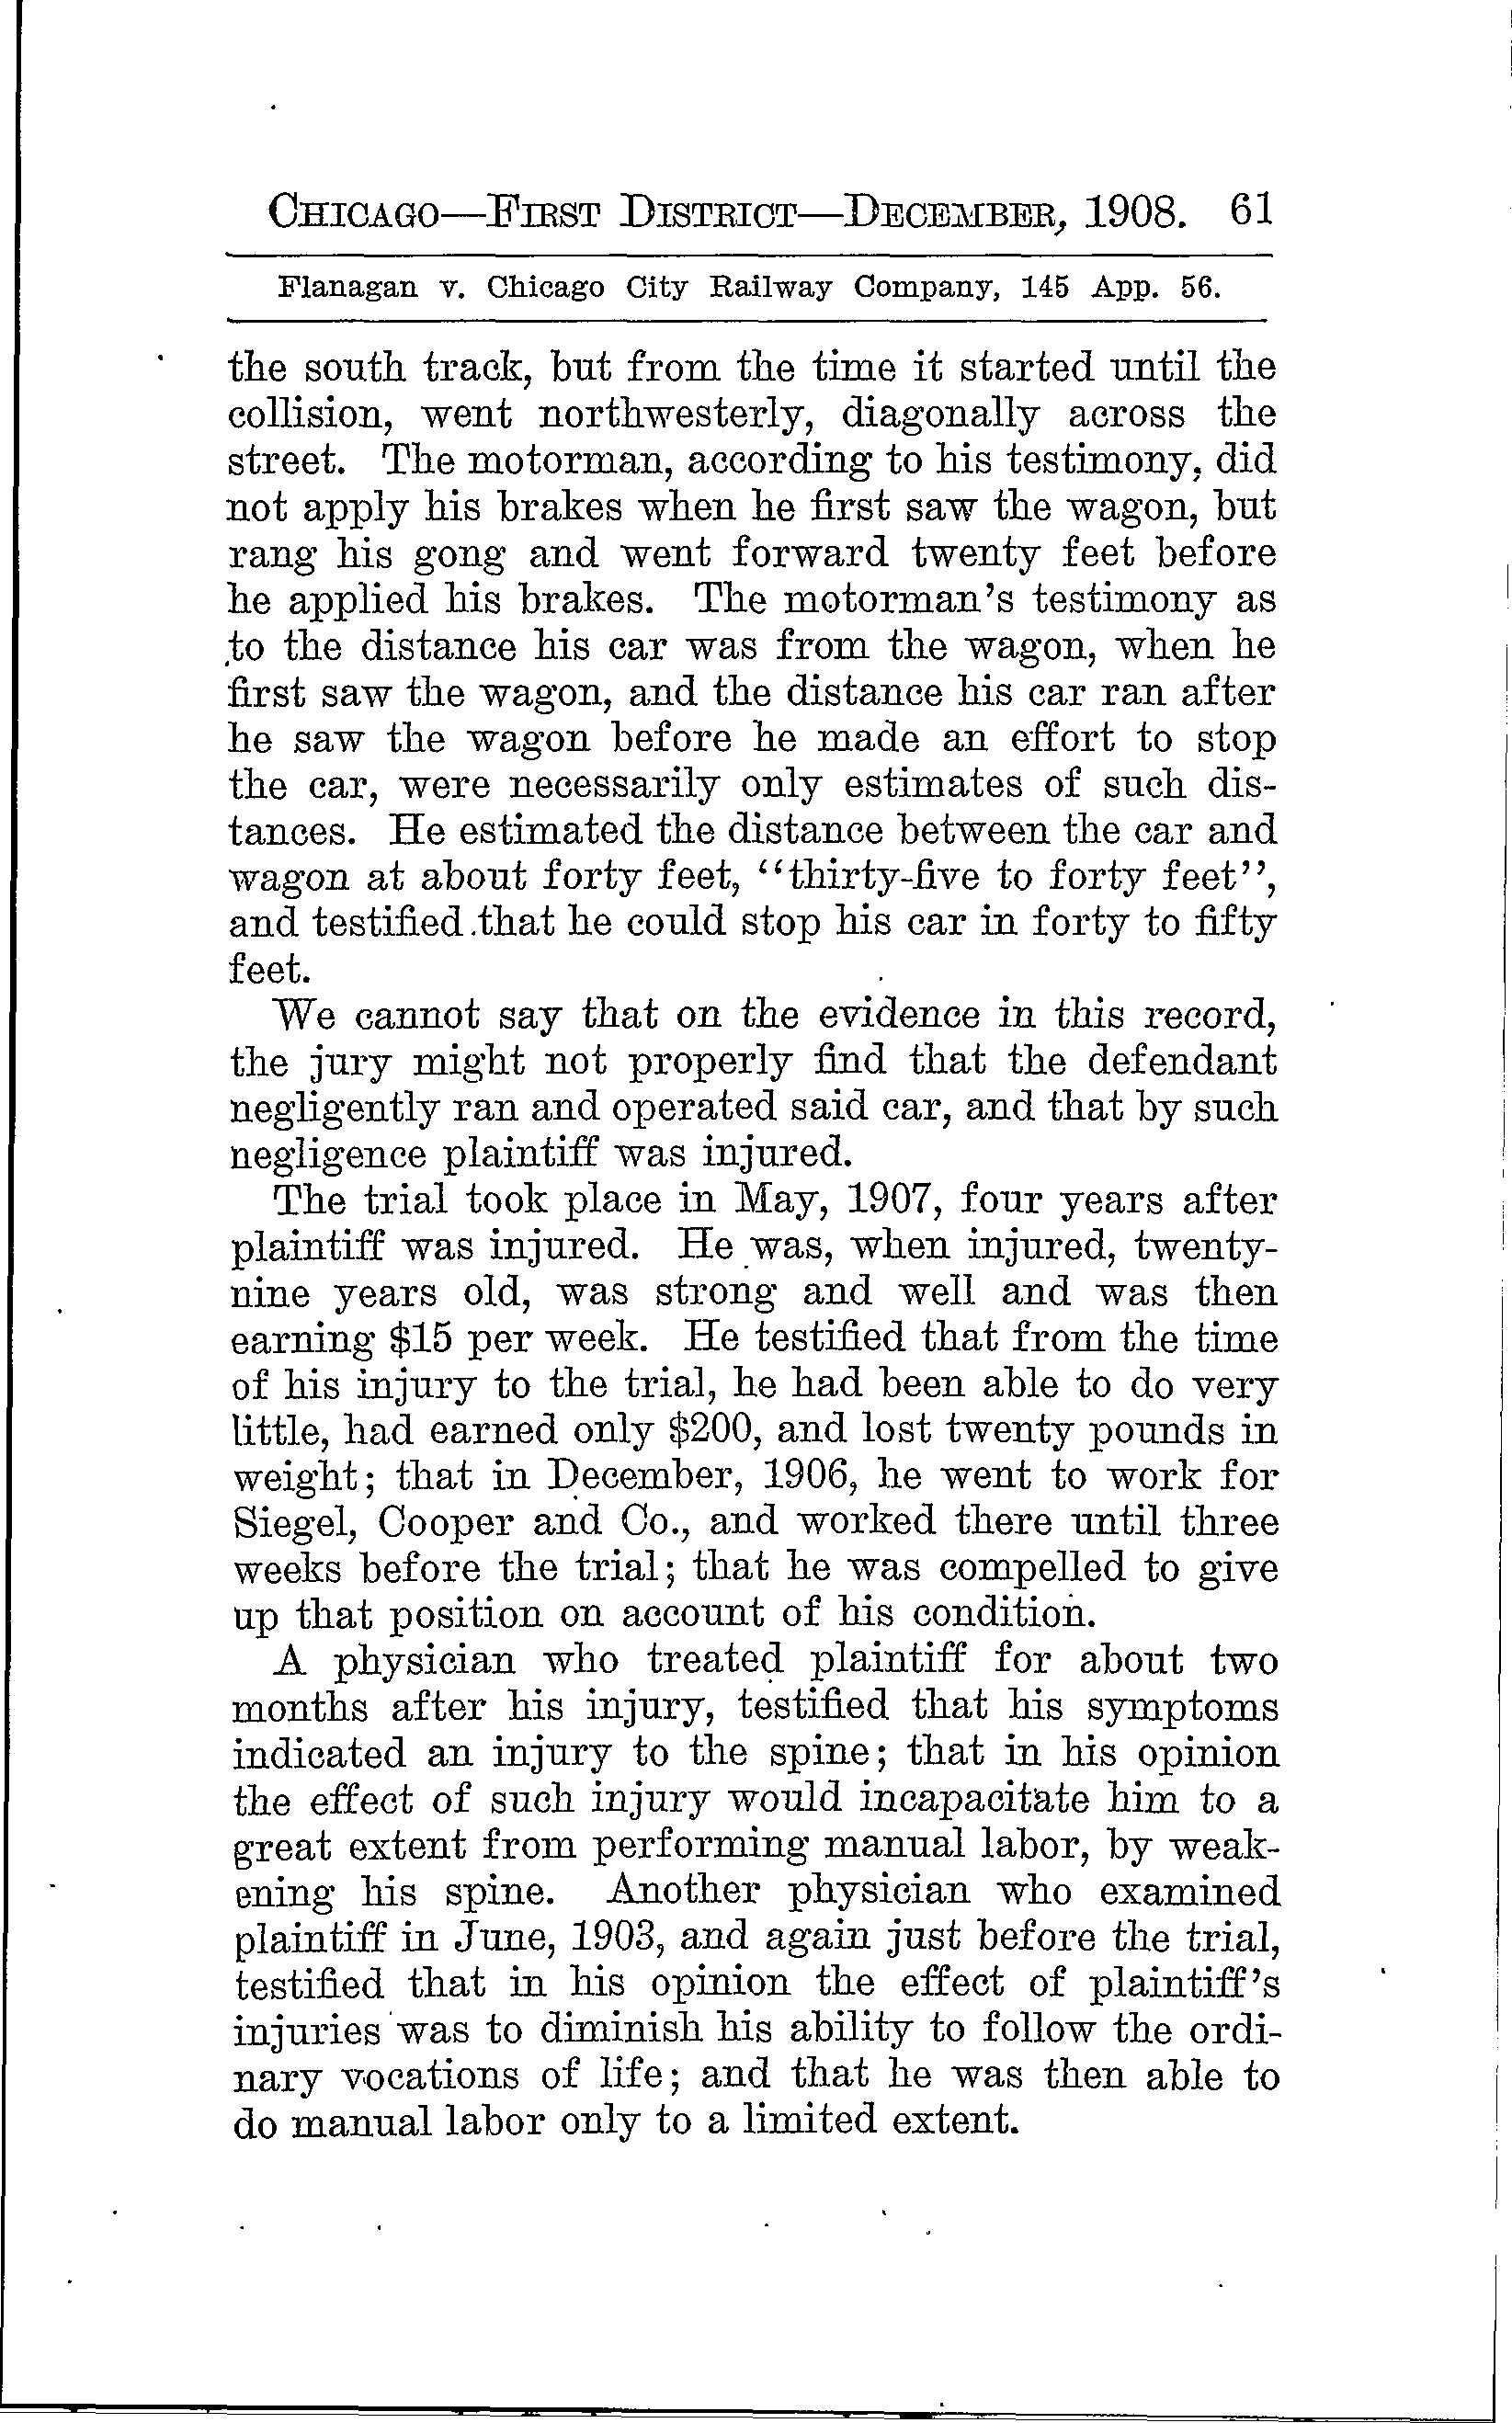 CHICAGO—FIRST DISTRICT—DECEMBER, 1908. 61
Flanagan v. Chicago City Railway Company, 145 App. 56.
the south track, but from the time it started until the
collision, went northwesterly, diagonally across the
street. The motorman, according to his testimony, did
not apply his brakes when he first saw the wagon, but
rang his gong and went forward twenty feet before
he applied his brakes. The motorman's testimony as
to the distance his car was from the wagon, when he
first saw the wagon, and the distance his car ran after
he saw the wagon before he made an effort to stop
the car, were necessarily only estimates of such dis-
tances. He estimated the distance between the car and
wagon at about forty feet, "thirty-five to forty feet",
and testified that he could stop his car in forty to fifty
feet.
We cannot say that on the evidence in this record,
the jury might not properly find that the defendant
negligently ran and operated said car, and that by such
negligence plaintiff was injured.
The trial took place in May, 1907, four years after
plaintiff was injured. He was, when injured, twenty-
nine years old, was strong and well and was then
earning $15 per week. He testified that from the time
of his injury to the trial, he had been able to do very
little, had earned only $200, and lost twenty pounds in
weight; that in December, 1906, he went to work for
Siegel, Cooper and Co., and worked there until three
weeks before the trial; that he was compelled to give
up that position on account of his condition.
A physician who treated plaintiff for about two
months after his injury, testified that his symptoms
indicated an injury to the spine; that in his opinion
the effect of such injury would incapacitate him to a
great extent from performing manual labor, by weak-
ening his spine. Another physician who examined
plaintiff in June, 1903, and again just before the trial,
testified that in his opinion the effect of plaintiff's
injuries was to diminish his ability to follow the ordi-
nary vocations of life; and that he was then able to
do manual labor only to a limited extent.